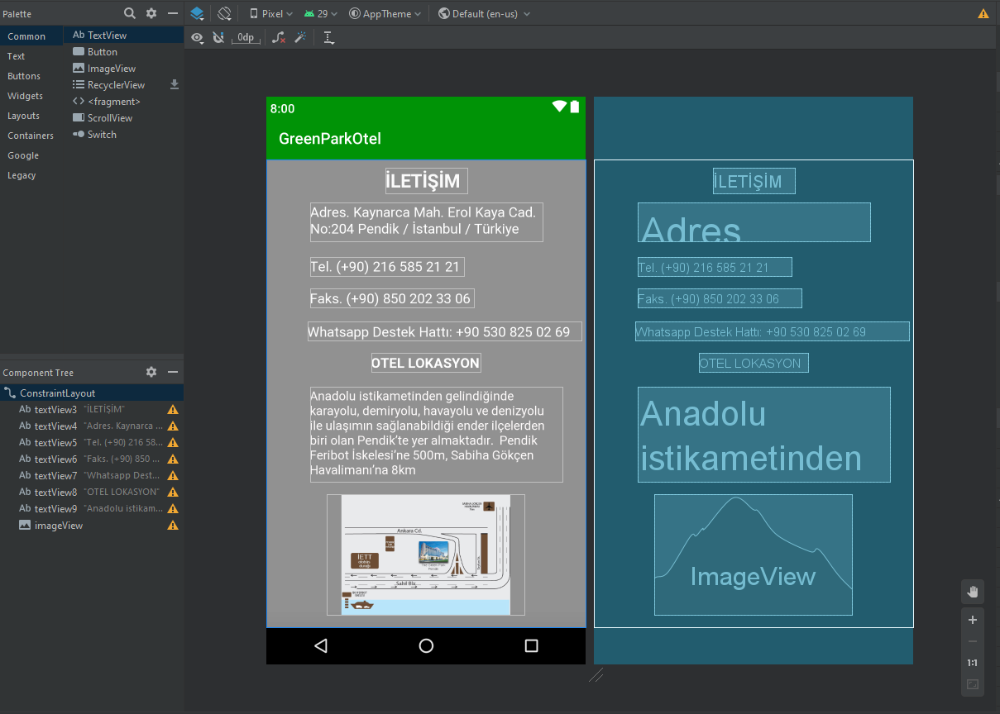 Palette
Pixel
29
AppTheme
Default (en-us)
Common
Text
Buttons
Widgets
Layouts
Containers
Google
Legacy
Ab TextView
Button
ImageView
RecyclerView
<> <fragment>
ScrollView
Switch
0dp
8:00
GreenParkOtel
İLETİŞİM
Adres. Kaynarca Mah. Erol Kaya Cad.
No:204 Pendik / İstanbul / Türkiye
Tel. (+90) 216 585 21 21
Faks. (+90) 850 202 33 06
Whatsapp Destek Hattı: +90 530 825 02 69
OTEL LOKASYON
Anadolu istikametinden gelindiğinde
karayolu, demiryolu, havayolu ve denizyolu
ile ulaşımın sağlanabildiği ender ilçelerden
biri olan Pendik’te yer almaktadır. Pendik
Feribot İskelesi’ne 500m, Sabiha Gökçen
Havalimanı’na 8km
Ankara Cd.
İETT
otobüs
durağı
The Green Park
Pendik
Sahil Blv.
İLETİŞİM
Adres
Tel. (+90) 216 585 21 21
Faks. (+90) 850 202 33 06
Whatsapp Destek Hattı: +90 530 825 02 69
OTEL LOKASYON
Anadolu
istikametinden
ImageView
Component Tree
ConstraintLayout
Ab textView3 "İLETİŞİM"
Ab textView4 "Adres. Kaynarca ...
Ab textView5 "Tel. (+90) 216 58...
Ab textView6 "Faks. (+90) 850 ...
Ab textView7 "Whatsapp Dest...
Ab textView8 "OTEL LOKASYON"
Ab textView9 "Anadolu istikam...
imageView
1:1